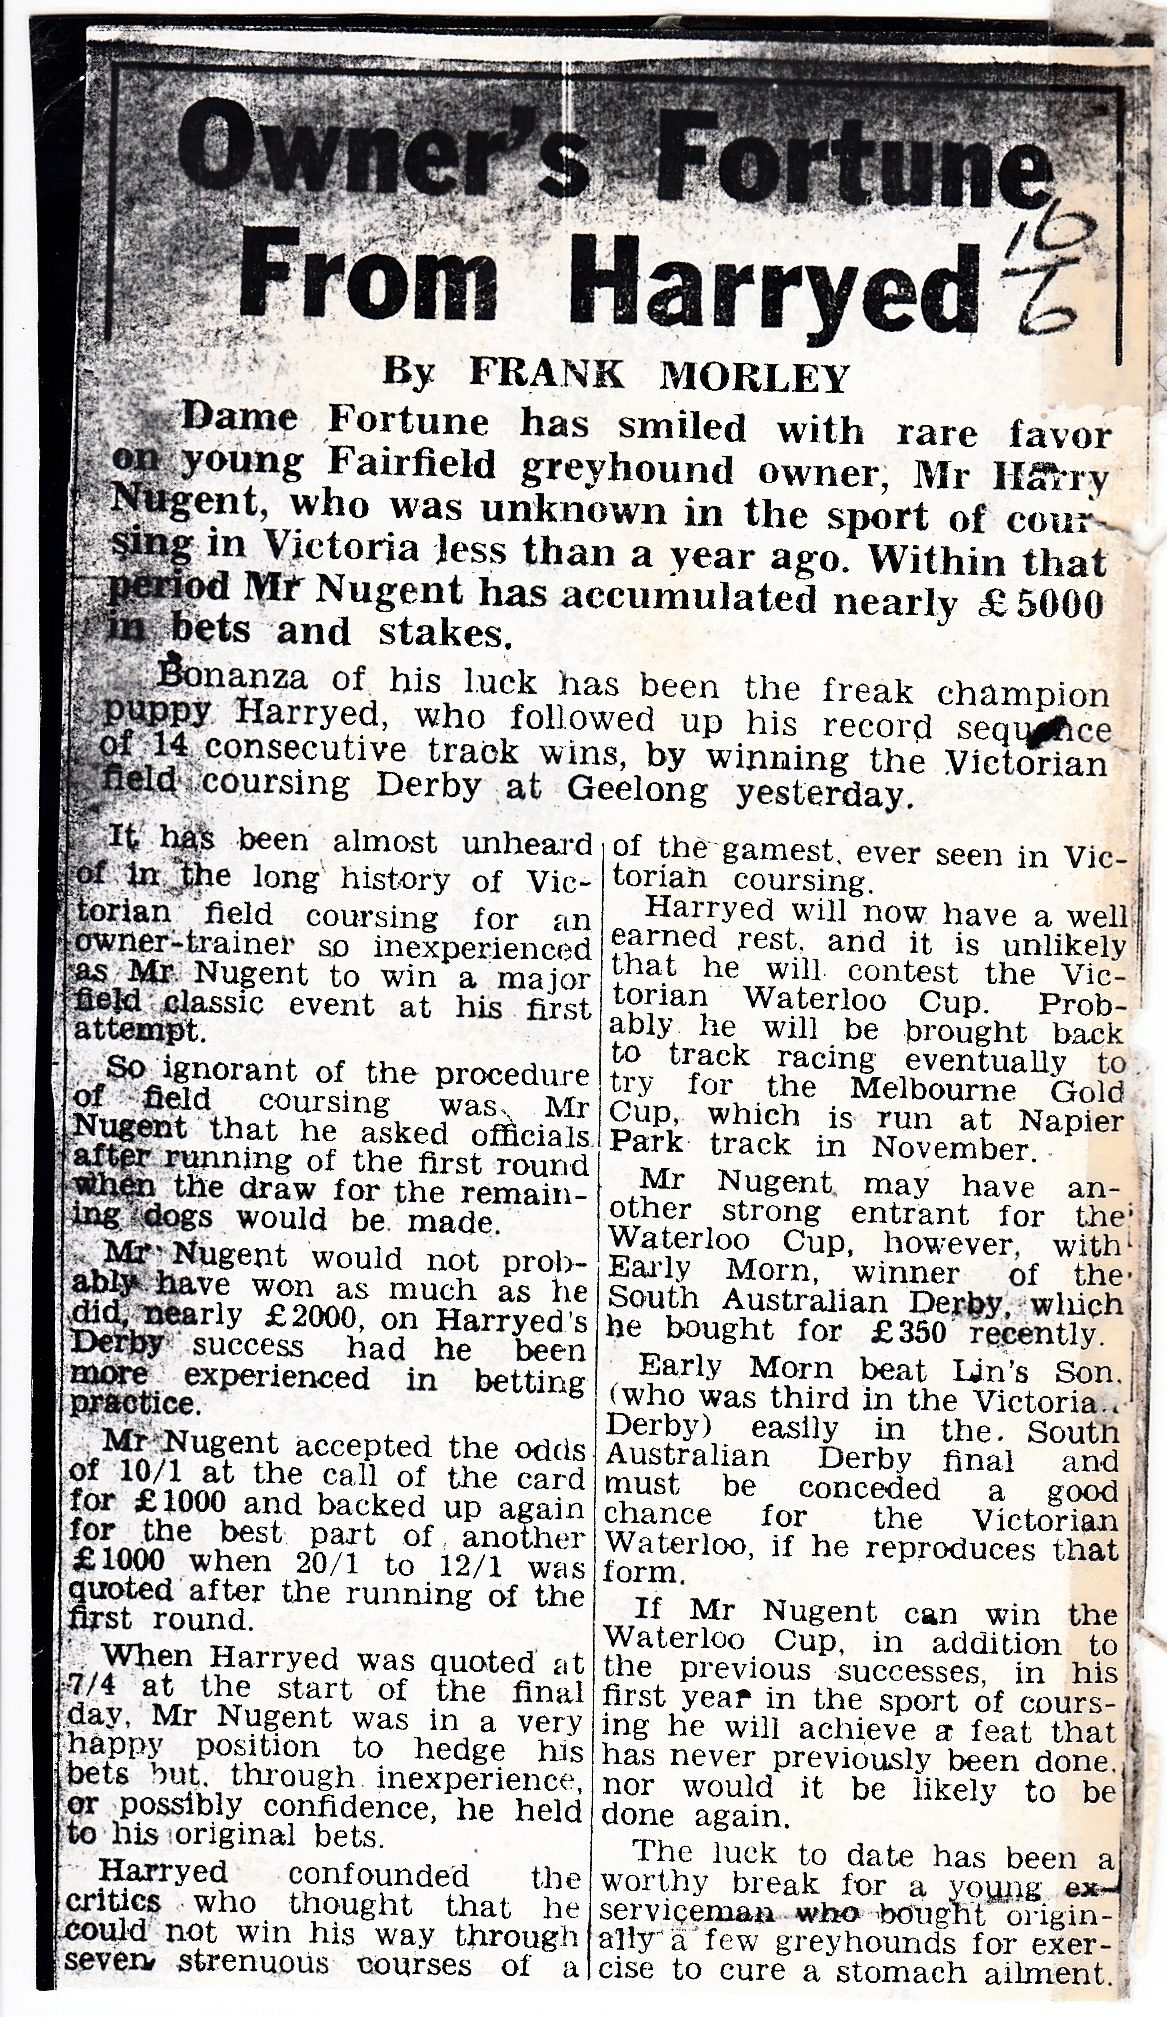 Owner's Fortune
From Harryed
16/6
By FRANK MORLEY
Dame Fortune has smiled with rare favor
on young Fairfield greyhound owner, Mr Harry
Nugent, who was unknown in the sport of cour-
sing in Victoria less than a year ago. Within that
period Mr Nugent has accumulated nearly £5000
in bets and stakes.
Bonanza of his luck has been the freak champion
puppy Harryed, who followed up his record sequence
of 14 consecutive track wins, by winning the Victorian
field coursing Derby at Geelong yesterday.
It has been almost unheard
of in the long history of Vic-
torian field coursing for an
owner-trainer so inexperienced
as Mr Nugent to win a major
field classic event at his first
attempt.
So ignorant of the procedure
of field coursing was Mr
Nugent that he asked officials
after running of the first round
when the draw for the remain-
ing dogs would be made.
Mr Nugent would not prob-
ably have won as much as he
did, nearly £2000, on Harryed's
Derby success had he been
more experienced in betting
practice.
Mr Nugent accepted the odds
of 10/1 at the call of the card
for £1000 and backed up again
for the best part of another
£1000 when 20/1 to 12/1 was
quoted after the running of the
first round.
When Harryed was quoted at
7/4 at the start of the final
day, Mr Nugent was in a very
happy position to hedge his
bets but, through inexperience,
or possibly confidence, he held
to his original bets.
Harryed confounded the
critics who thought that he
could not win his way through
seven strenuous courses of a
of the gamest, ever seen in Vic-
torian coursing.
Harryed will now have a well
earned rest, and it is unlikely
that he will contest the Vic-
torian Waterloo Cup. Prob-
ably he will be brought back
to track racing eventually to
try for the Melbourne Gold
Cup, which is run at Napier
Park track in November.
Mr Nugent may have an-
other strong entrant for the
Waterloo Cup, however, with
Early Morn, winner of the
South Australian Derby, which
he bought for £350 recently.
Early Morn beat Lin's Son,
(who was third in the Victoria
Derby) easily in the South
Australian Derby final and
must be conceded a good
chance for the Victorian
Waterloo, if he reproduces that
form.
If Mr Nugent can win the
Waterloo Cup, in addition to
the previous successes, in his
first year in the sport of cours-
ing he will achieve a feat that
has never previously been done,
nor would it be likely to be
done again.
The luck to date has been a
worthy break for a young ex-
serviceman who bought origin-
ally a few greyhounds for exer-
cise to cure a stomach ailment.